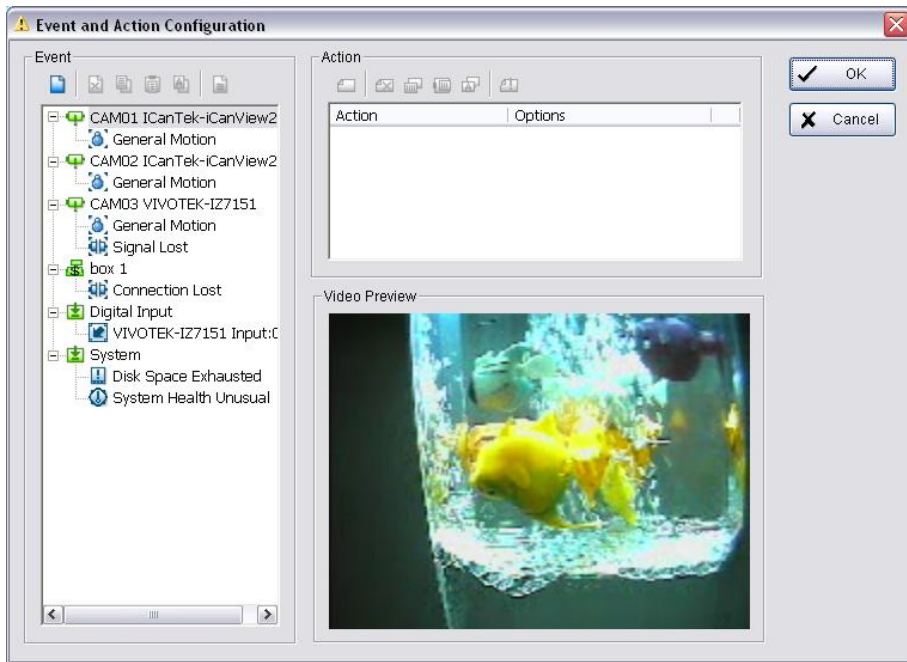 Event and Action Configuration
Event
CAM01 ICanTek-iCanView2
General Motion
CAM02 ICanTek-iCanView2
General Motion
CAM03 VIVOTEK-IZ7151
General Motion
Signal Lost
box 1
Connection Lost
Digital Input
VIVOTEK-IZ7151 Input:0
System
Disk Space Exhausted
System Health Unusual
Action
Action Options
Video Preview
OK
Cancel